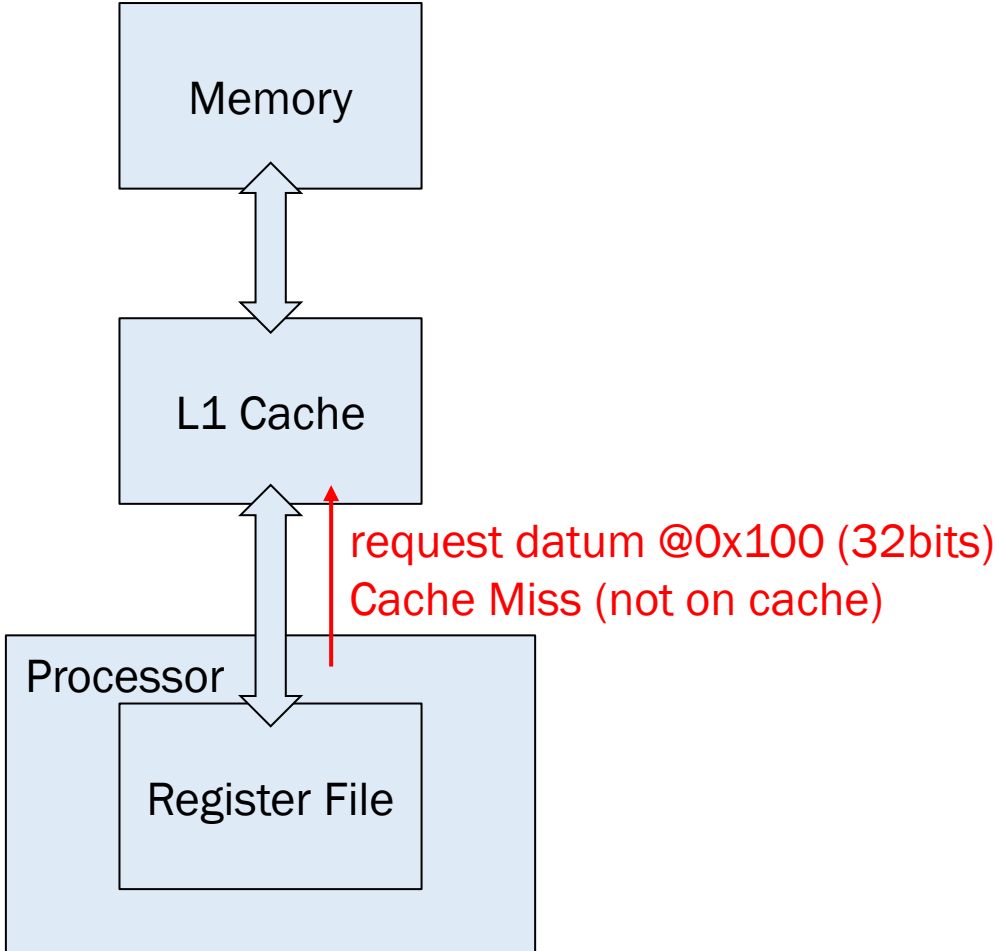 Memory
L1 Cache
request datum @0x100 (32bits)
Cache Miss (not on cache)
Processor
Register File